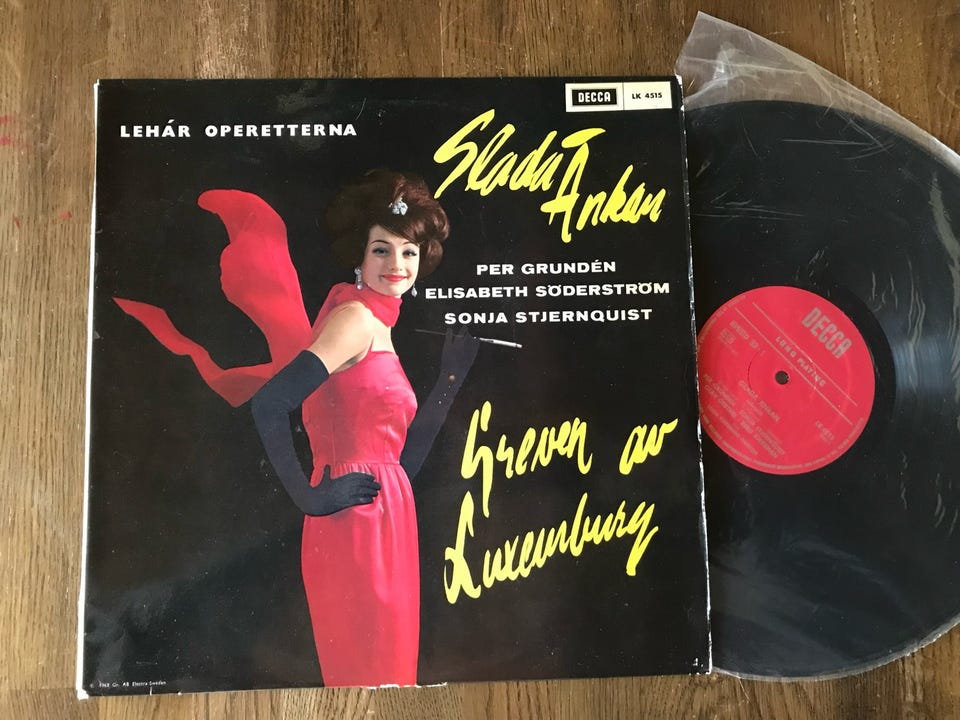 DECCA LK 4515
LEHÁR OPERETTERNA
Glada
Änkan
PER GRUNDÉN
ELISABETH SÖDERSTRÖM
SONJA STJERNQUIST
Greven av
Luxemburg
DECCA
LONG PLAYING